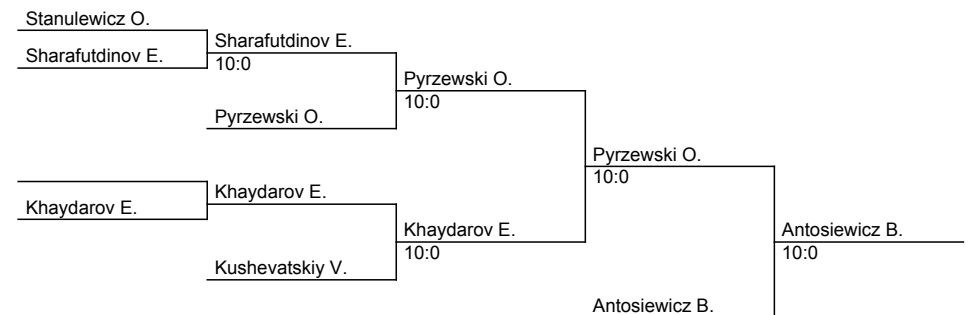 Stanulewicz O.
Sharafutdinov E.
Sharafutdinov E.
10:0
Pyrzewski O.
10:0
Pyrzewski O.
Pyrzewski O.
10:0
Khaydarov E.
Khaydarov E.
Khaydarov E.
10:0
Antosiewicz B.
10:0
Kushevatskiy V.
Antosiewicz B.